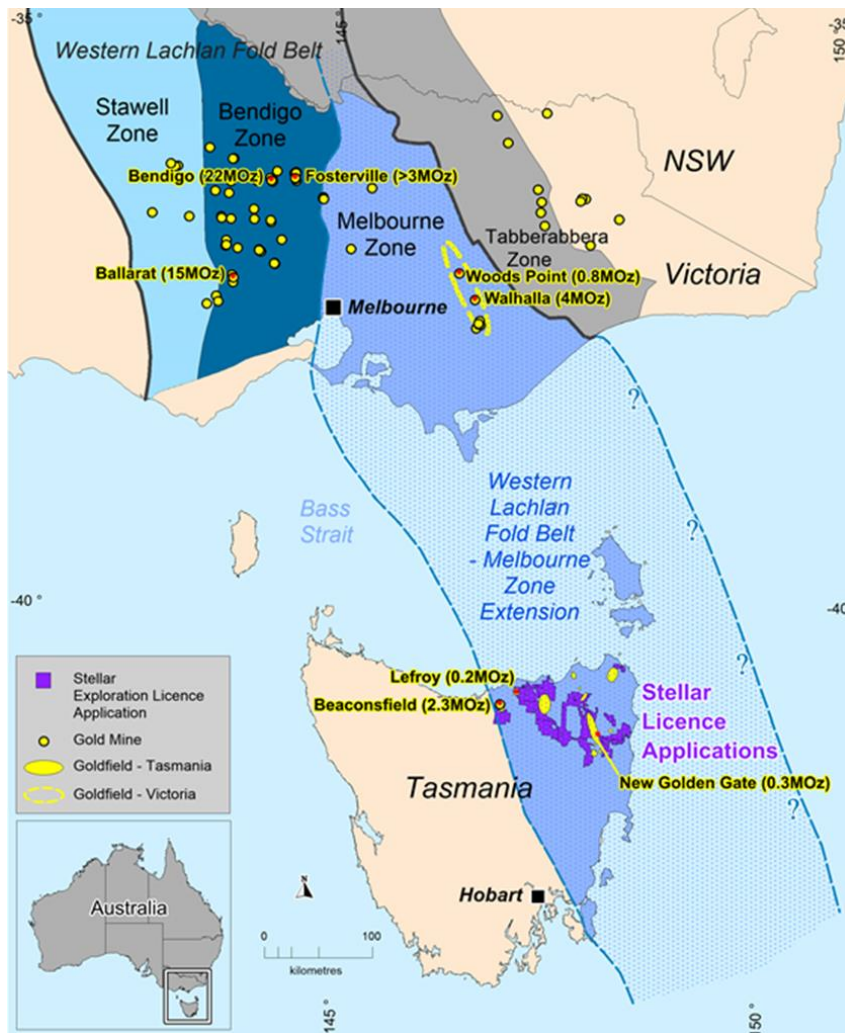 -35°
145°
-35°
150°
Western Lachlan Fold Belt
Stawell
Zone
Bendigo
Zone
NSW
Bendigo (22MOz)
Fosterville (>3MOz)
Melbourne
Zone
Tabberabbera
Zone
Victoria
Ballarat (15MOz)
Woods Point (0.8MOz)
Walhalla (4MOz)
Melbourne
?
Bass
Strait
Western
Lachlan
Fold Belt
- Melbourne
Zone
Extension
?
-40°
-40
?
Stellar
Exploration Licence
Application
Gold Mine
Goldfield - Tasmania
Goldfield - Victoria
Lefroy (0.2MOz)
Beaconsfield (2.3MOz)
Stellar
Licence
Applications
New Golden Gate (0.3MOz)
Tasmania
?
Australia
N
Hobart
0
100
kilometres
145°
150°